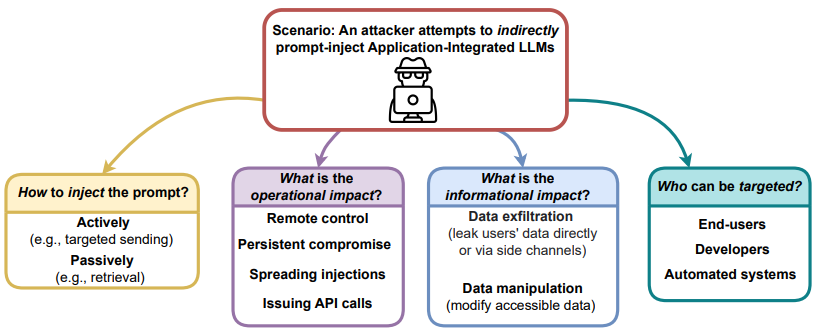 Scenario: An attacker attempts to indirectly
prompt-inject Application-Integrated LLMs
How to inject the prompt?
Actively
(e.g., targeted sending)
Passively
(e.g., retrieval)
What is the
operational impact?
Remote control
Persistent compromise
Spreading injections
Issuing API calls
What is the
informational impact?
Data exfiltration
(leak users' data directly
or via side channels)
Data manipulation
(modify accessible data)
Who can be targeted?
End-users
Developers
Automated systems